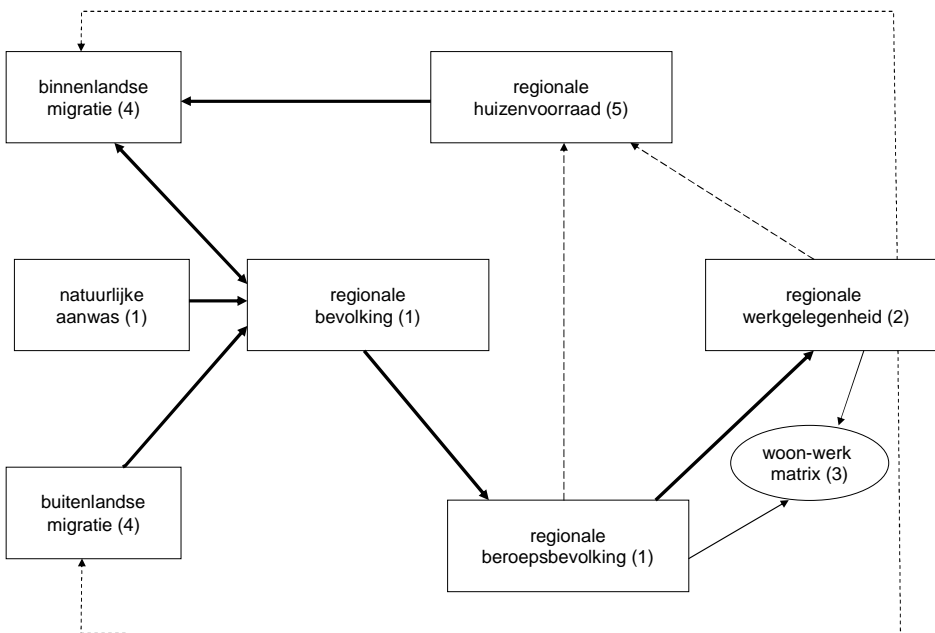 binnenlandse
migratie (4)
regionale
huizenvoorraad (5)
natuurlijke
aanwas (1)
regionale
bevolking (1)
regionale
werkgelegenheid (2)
woon-werk
matrix (3)
buitenlandse
migratie (4)
regionale
beroepsbevolking (1)